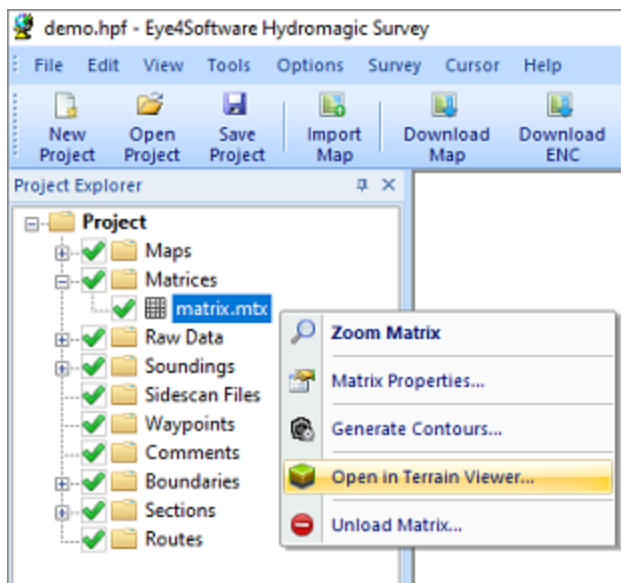 demo.hpf - Eye4Software Hydromagic Survey
File Edit View Tools Options Survey Cursor Help
New Project
Open Project
Save Project
Import Map
Download Map
Download ENC
Project Explorer
Project
Maps
Matrices
matrix.mtx
Raw Data
Soundings
Sidescan Files
Waypoints
Comments
Boundaries
Sections
Routes
Zoom Matrix
Matrix Properties...
Generate Contours...
Open in Terrain Viewer...
Unload Matrix...